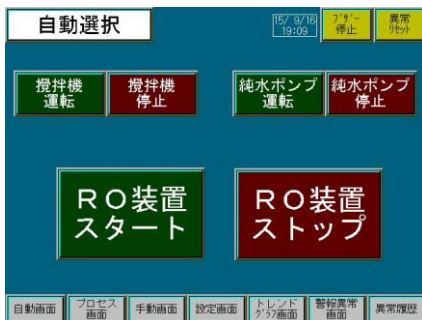 自動選択
15/ 9/16
19:09
ブザー
停止
異常
リセット
攪拌機
運転
攪拌機
停止
純水ポンプ
運転
純水ポンプ
停止
ＲＯ装置
スタート
ＲＯ装置
ストップ
自動画面
プロセス
画面
手動画面
設定画面
トレンド
グラフ画面
警報異常
画面
異常履歴